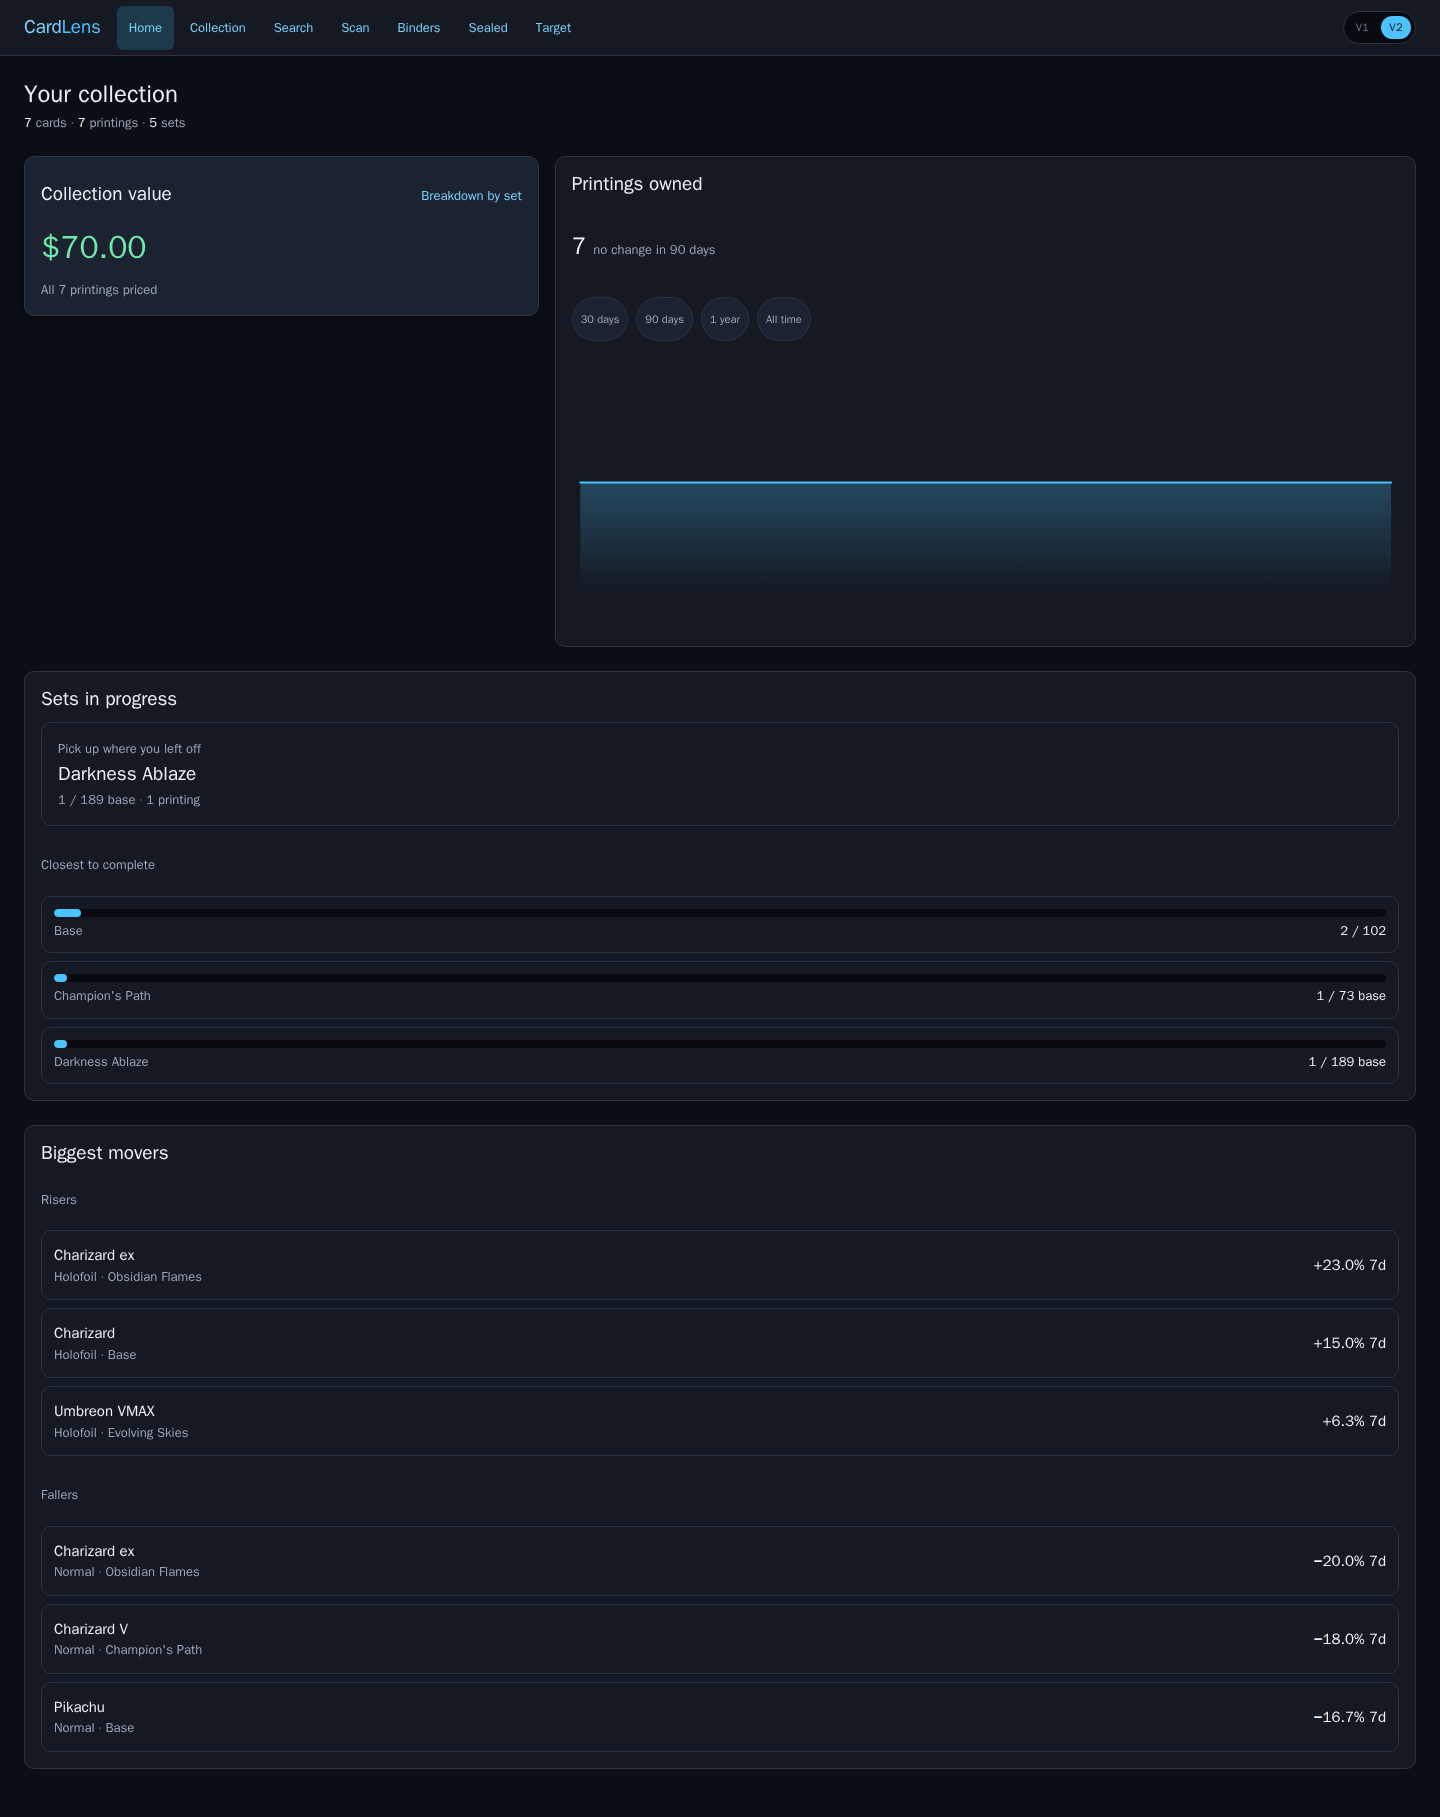 CardLens Home Collection Search Scan Binders Sealed Target V1 V2
Your collection
7 cards · 7 printings · 5 sets
Collection value Breakdown by set
$70.00
All 7 printings priced
Printings owned
7 no change in 90 days
30 days 90 days 1 year All time
Sets in progress
Pick up where you left off
Darkness Ablaze
1 / 189 base · 1 printing
Closest to complete
Base 2 / 102
Champion's Path 1 / 73 base
Darkness Ablaze 1 / 189 base
Biggest movers
Risers
Charizard ex
Holofoil · Obsidian Flames
+23.0% 7d
Charizard
Holofoil · Base
+15.0% 7d
Umbreon VMAX
Holofoil · Evolving Skies
+6.3% 7d
Fallers
Charizard ex
Normal · Obsidian Flames
−20.0% 7d
Charizard V
Normal · Champion's Path
−18.0% 7d
Pikachu
Normal · Base
−16.7% 7d